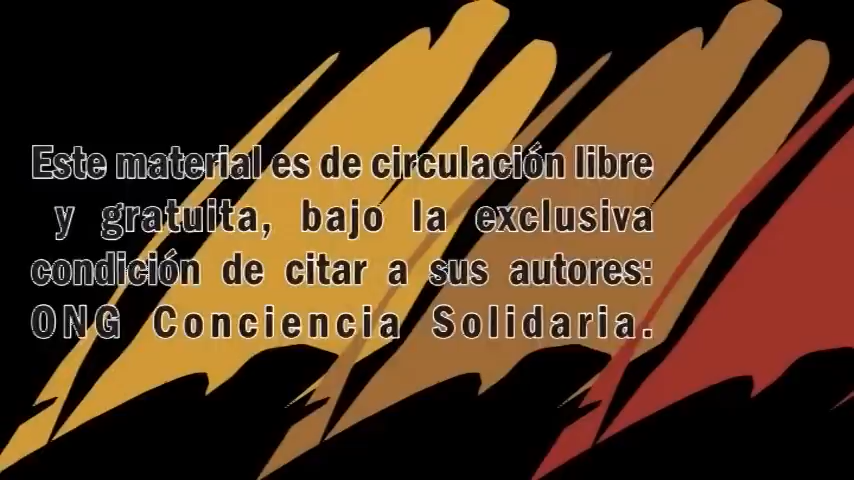 Este material es de circulación libre
y gratuita, bajo la exclusiva
condición de citar a sus autores:
ONG Conciencia Solidaria.